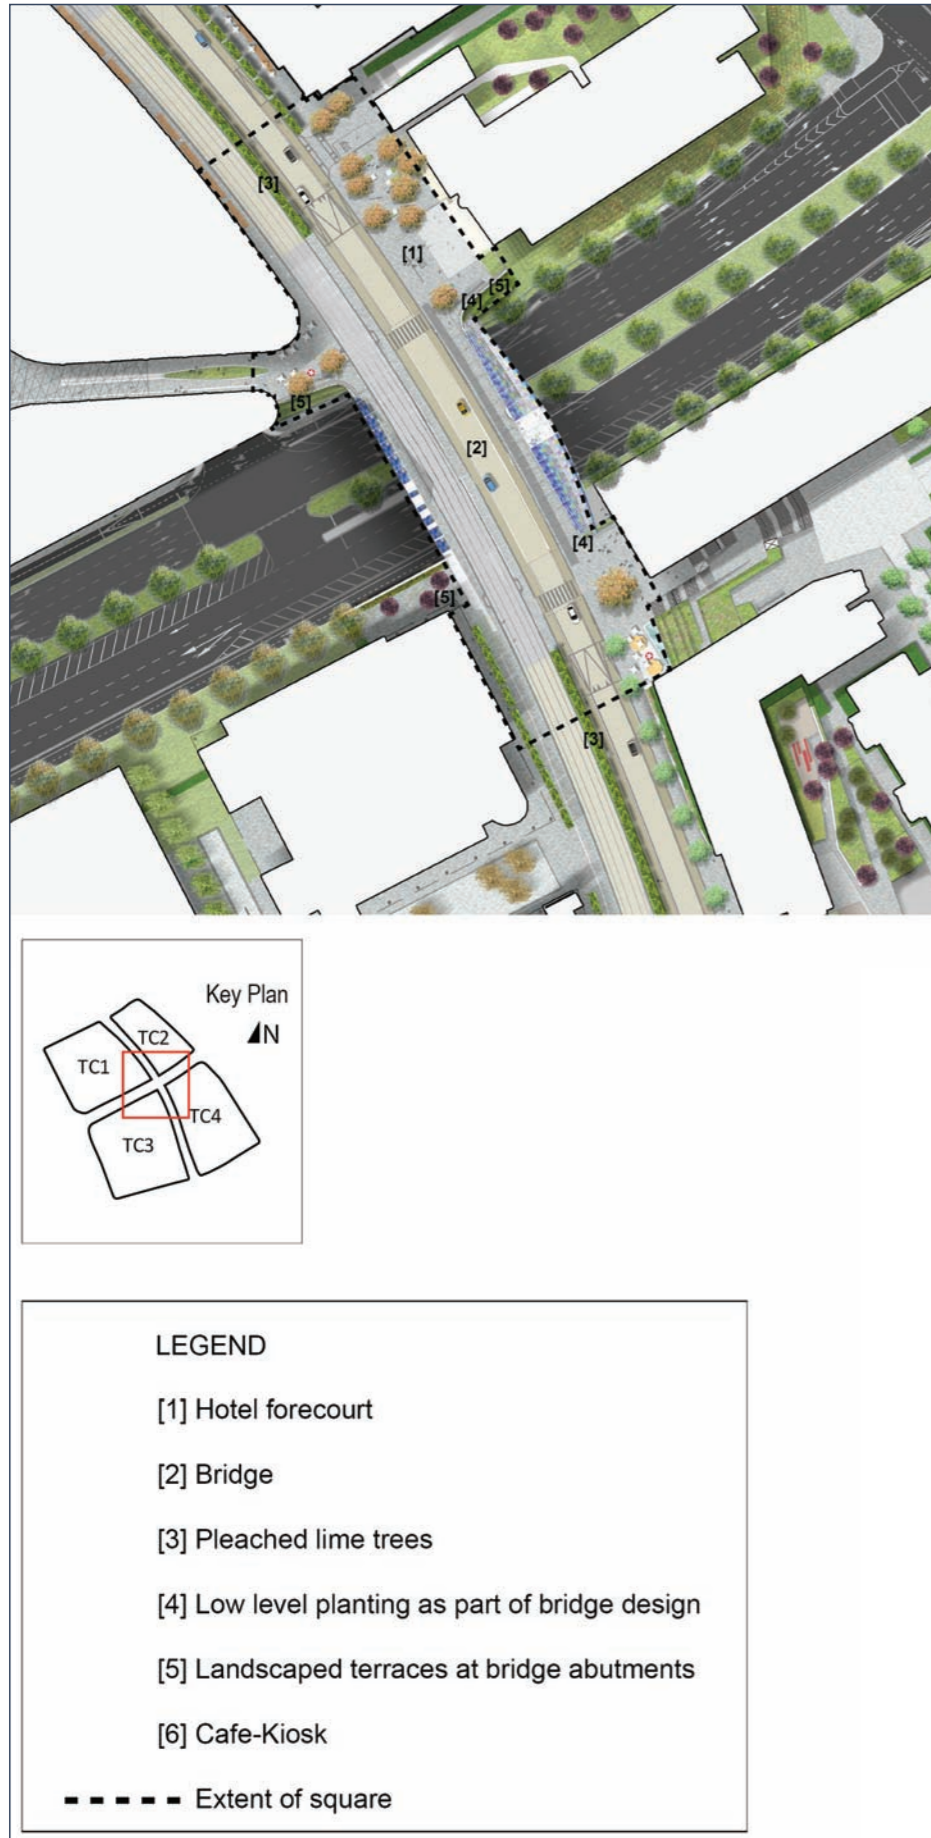 [3]
[1]
[5]
[4]
[5]
[2]
[4]
[5]
[3]
Key Plan
N
TC2
TC1
TC4
TC3
LEGEND
[1] Hotel forecourt
[2] Bridge
[3] Pleached lime trees
[4] Low level planting as part of bridge design
[5] Landscaped terraces at bridge abutments
[6] Cafe-Kiosk
Extent of square